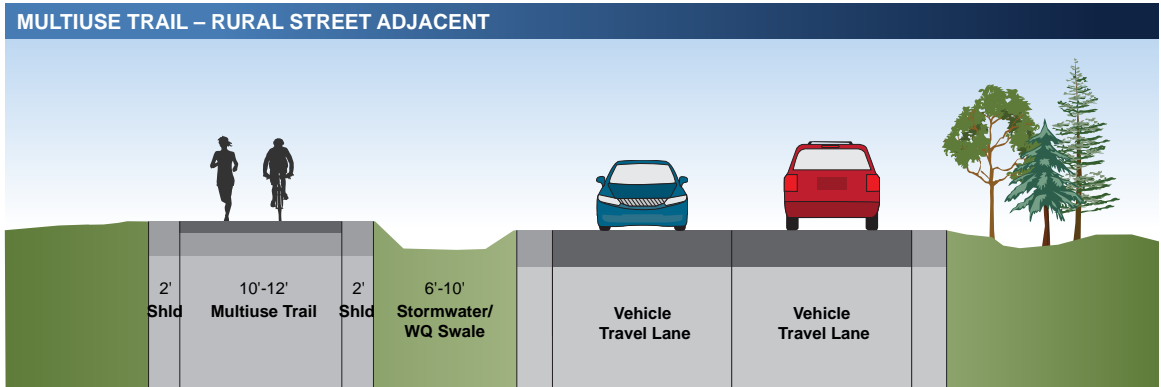 MULTIUSE TRAIL – RURAL STREET ADJACENT
2'
Shld
10'-12'
Multiuse Trail
2'
Shld
6'-10'
Stormwater/
WQ Swale
Vehicle
Travel Lane
Vehicle
Travel Lane